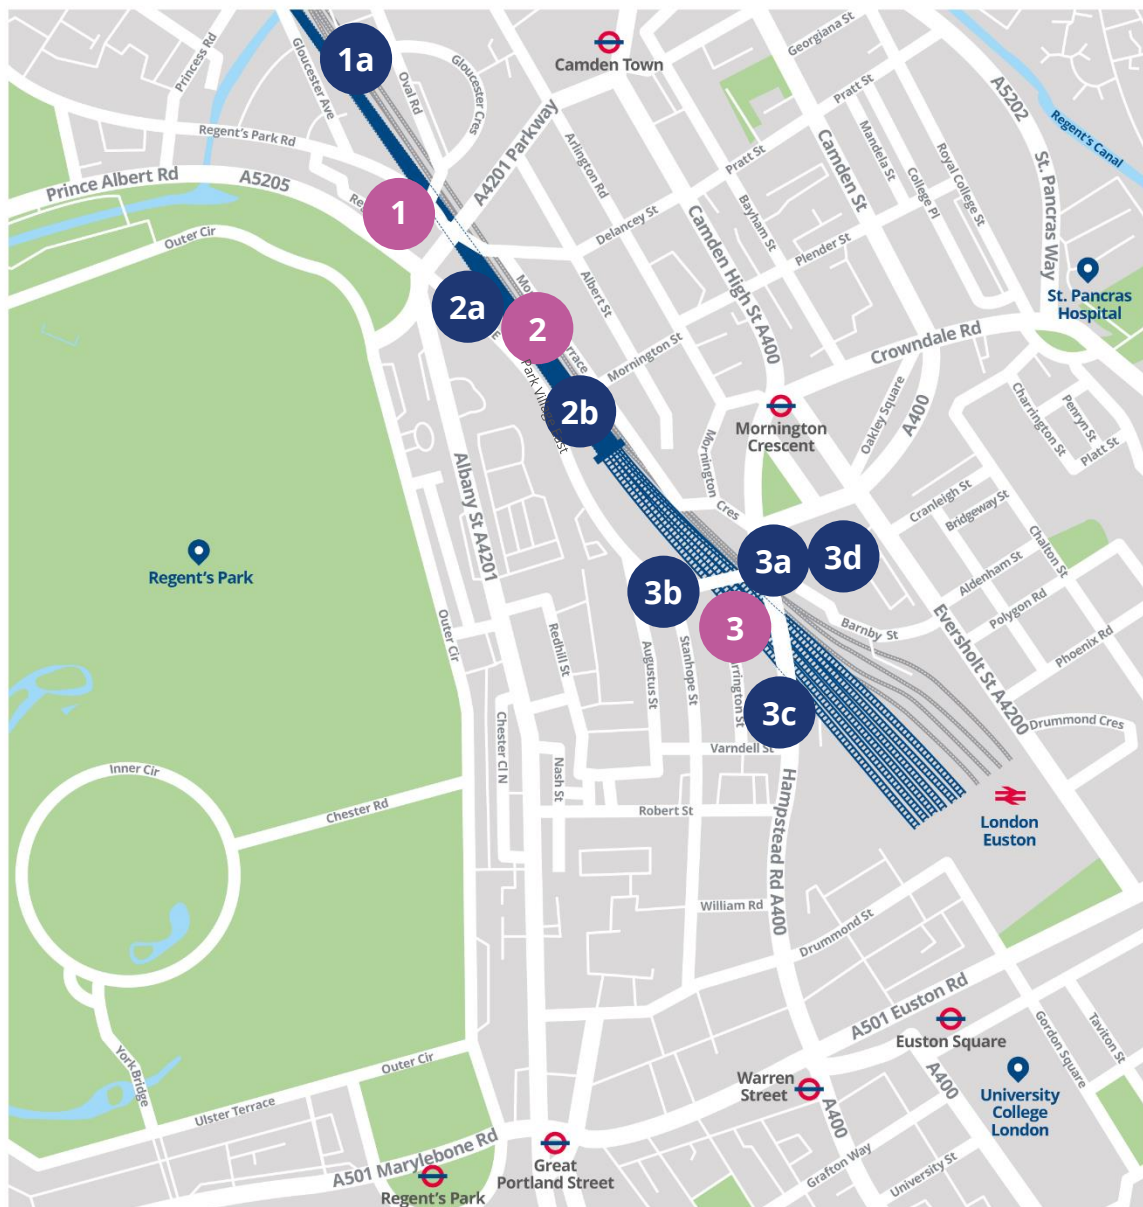 1a
Princess Rd
Gloucester Ave
Oval Rd
Gloucester Cres
Camden Town
Georgiana St
A5202
Regent's Canal
Pratt St
Regent's Park Rd
A4201 Parkway
Arlington Rd
Pratt St
Camden St
Mandela St
College Pl
Royal College St
St. Pancras Way
Prince Albert Rd
A5205
Re
1
Outer Cir
Delancey St
Bayham St
Plender St
Camden High St A400
St. Pancras
Hospital
2a
Mo
2
Albert St
rrace
Mornington St
Crowndale Rd
Park Village East
2b
Mornington
Crescent
Oakley Square
A400
Charrington St
Penryn St
Platt St
Albany St A4201
Mornington
Cres
Cranleigh St
Bridgeway St
Chalton St
Regent's Park
3a
3d
3b
3
Aldenham St
Polygon Rd
Phoenix Rd
Outer Cir
Redhill St
Augustus St
Stanhope St
rrington St
Barnby St
Eversholt St A4200
3c
Drummond Cres
Chester Cl N
Nash St
Varndell St
Inner Cir
Chester Rd
Robert St
Hampstead Rd A400
London
Euston
William Rd
Drummond St
A501 Euston Rd
Euston Square
Gordon Square
Taviton St
York Bridge
Outer Cir
Ulster Terrace
Warren
Street
A400
A400
University
College
London
A501 Marylebone Rd
Great
Portland Street
Regent's Park
Grafton Way
University St